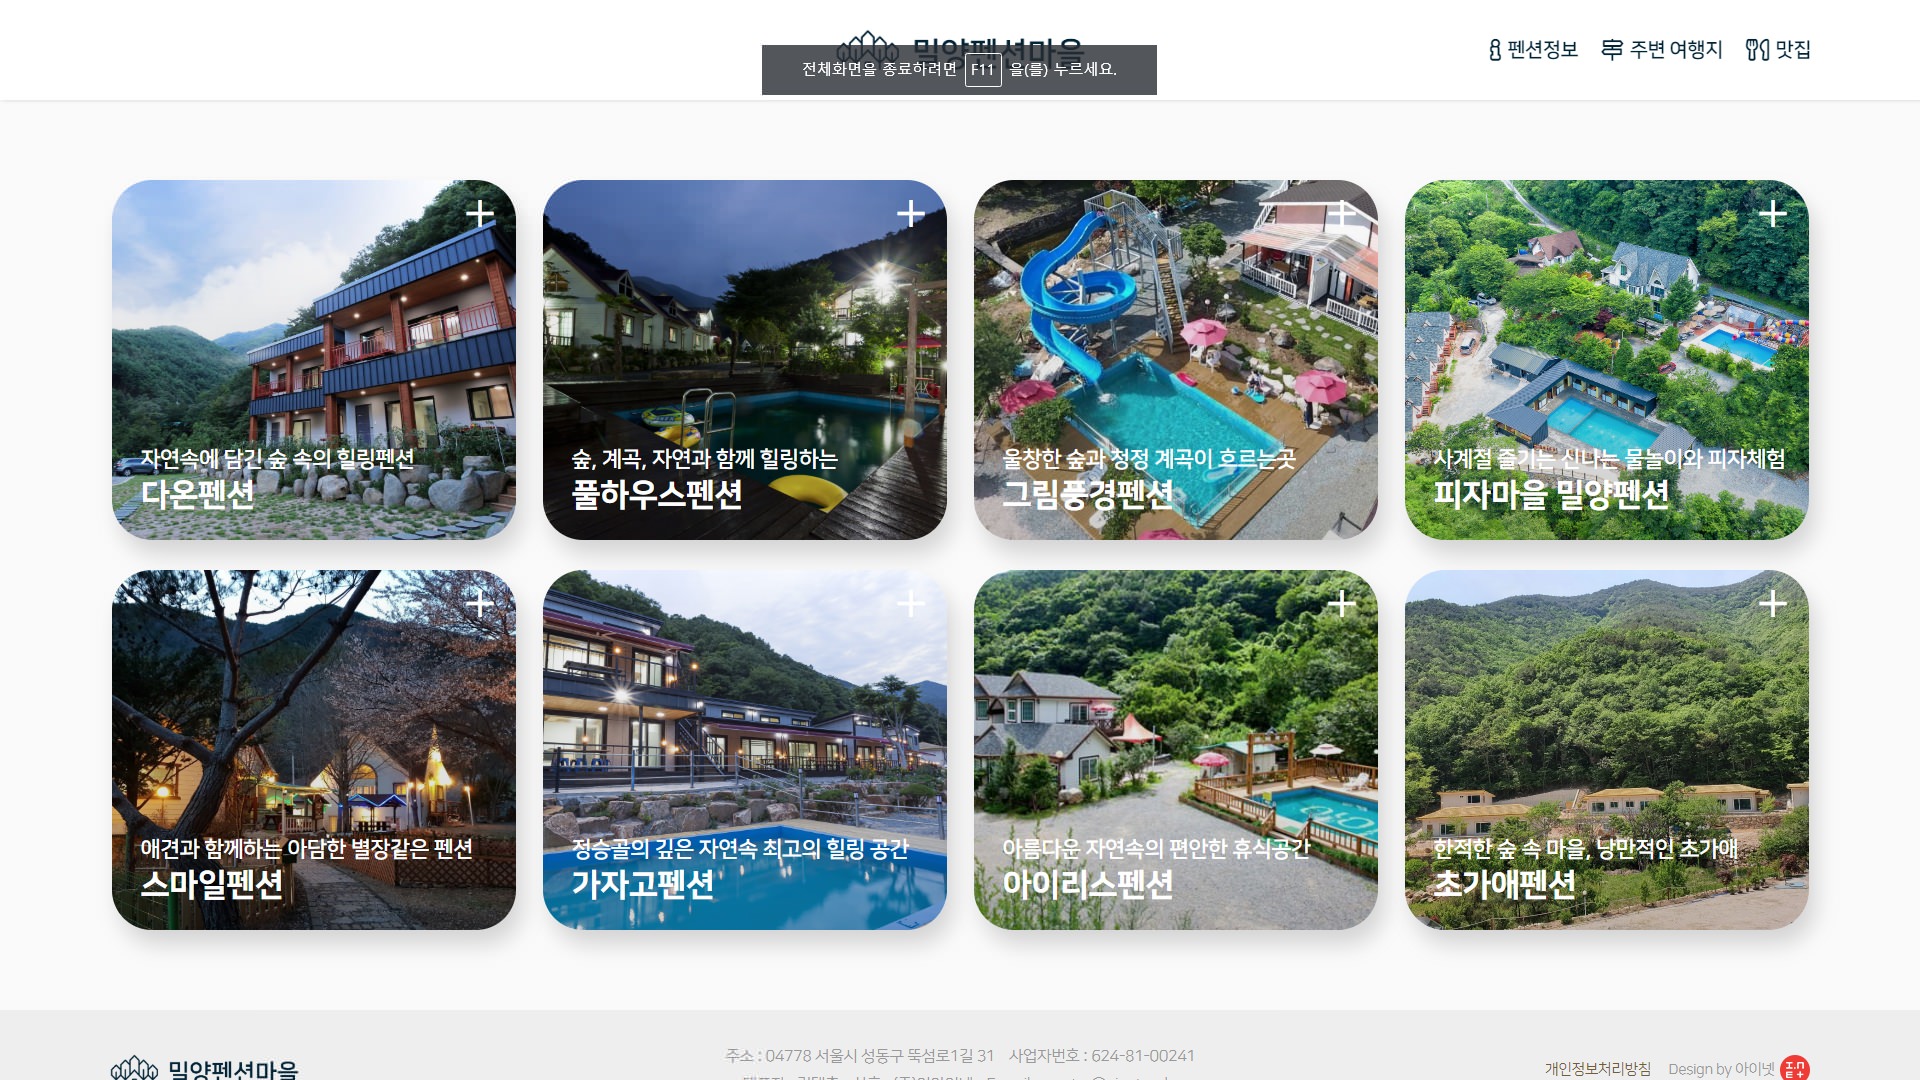 밀양펜션마을
전체화면을 종료하려면 F11 을(를) 누르세요.
펜션정보
주변 여행지
맛집
자연속에 담긴 숲 속의 힐링펜션
다온펜션
숲, 계곡, 자연과 함께 힐링하는
풀하우스펜션
울창한 숲과 청정 계곡이 흐르는곳
그림풍경펜션
사계절 즐기는 신나는 물놀이와 피자체험
피자마을 밀양펜션
애견과 함께하는 아담한 별장같은 펜션
스마일펜션
정승골의 깊은 자연속 최고의 힐링 공간
가자고펜션
아름다운 자연속의 편안한 휴식공간
아이리스펜션
한적한 숲 속 마을, 낭만적인 초가애
초가애펜션
밀양펜션마을
주소 : 04778 서울시 성동구 뚝섬로1길 31 사업자번호 : 624-81-00241
개인정보처리방침
Design by 아이넷